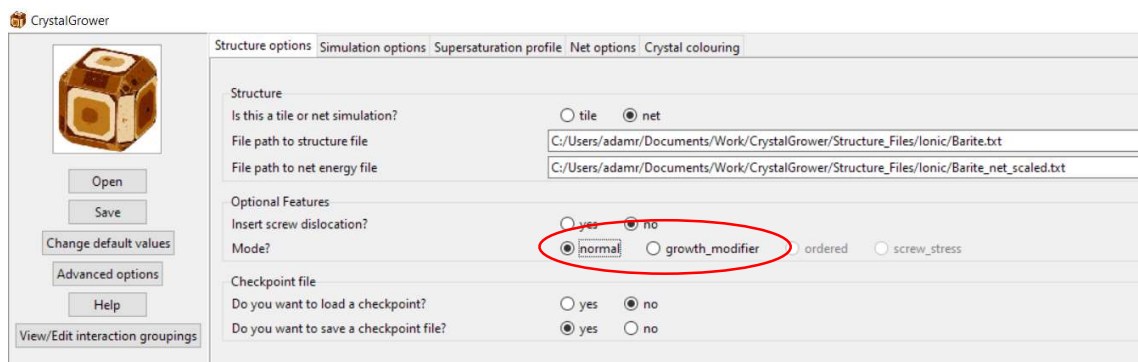 CrystalGrower
Structure options Simulation options Supersaturation profile Net options Crystal colouring
Structure
Is this a tile or net simulation? tile net
File path to structure file C:/Users/adamr/Documents/Work/CrystalGrower/Structure_Files/Ionic/Barite.txt
File path to net energy file C:/Users/adamr/Documents/Work/CrystalGrower/Structure_Files/Ionic/Barite_net_scaled.txt
Open
Save
Change default values
Advanced options
Help
View/Edit interaction groupings
Optional Features
Insert screw dislocation? yes no
Mode? normal growth_modifier ordered screw_stress
Checkpoint file
Do you want to load a checkpoint? yes no
Do you want to save a checkpoint file? yes no